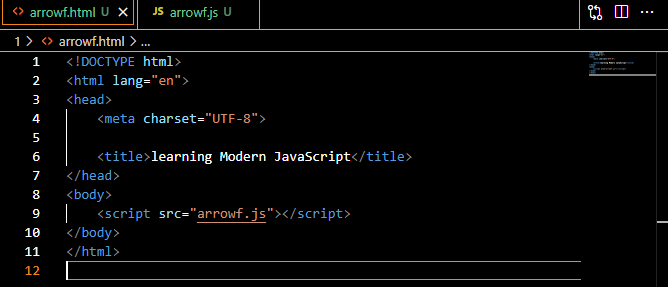 <> arrowf.html U × JS arrowf.js U ...
1 > <> arrowf.html > ...
1 <!DOCTYPE html>
2 <html lang="en">
3 <head>
4     <meta charset="UTF-8">
5
6     <title>learning Modern JavaScript</title>
7 </head>
8 <body>
9     <script src="arrowf.js"></script>
10 </body>
11 </html>
12